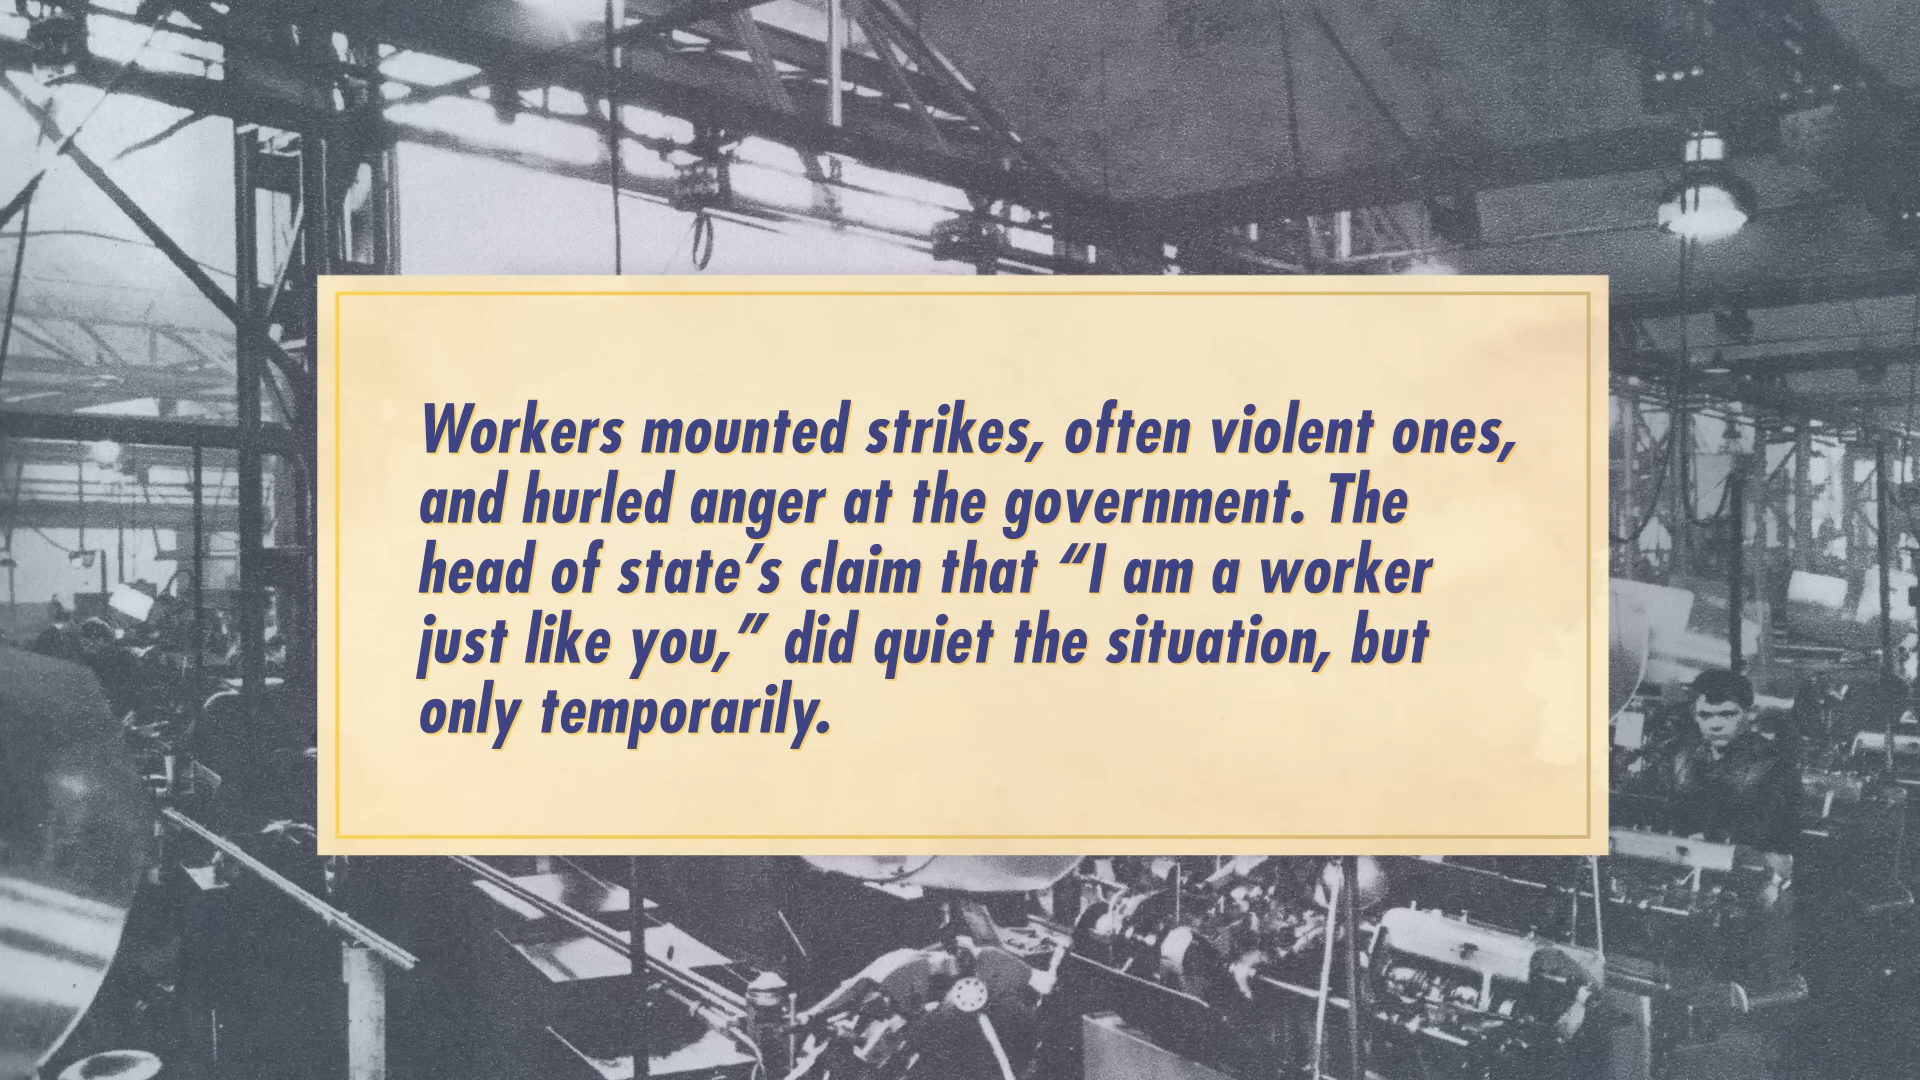 Workers mounted strikes, often violent ones,
and hurled anger at the government. The
head of state’s claim that “I am a worker
just like you,” did quiet the situation, but
only temporarily.